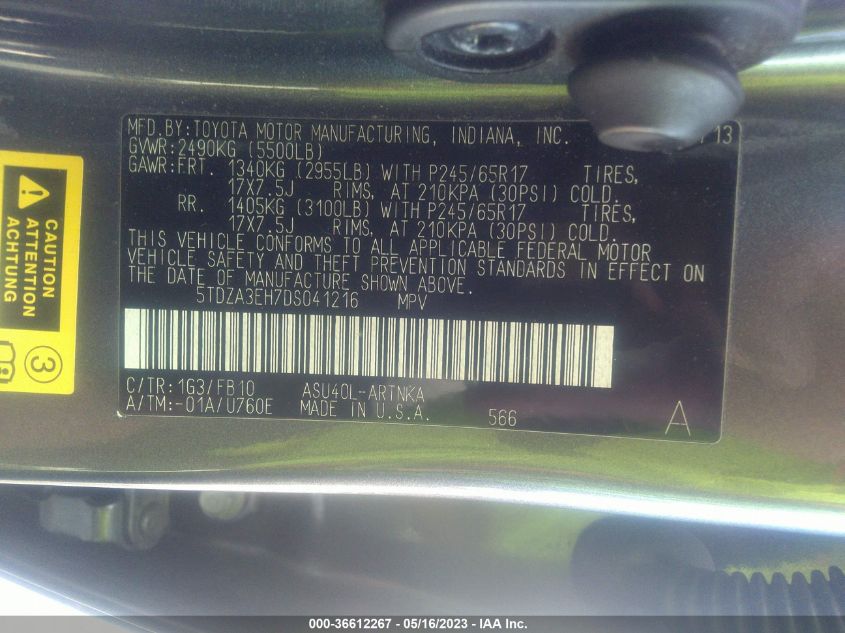 MFD.BY:TOYOTA MOTOR MANUFACTURING, INDIANA, INC. 13
GVWR:2490KG (5500LB)
GAWR:FRT. 1340KG (2955LB) WITH P245/65R17 TIRES,
17X7.5J RIMS, AT 210KPA (30PSI) COLD.
RR. 1405KG (3100LB) WITH P245/65R17 TIRES,
17X7.5J RIMS, AT 210KPA (30PSI) COLD.
THIS VEHICLE CONFORMS TO ALL APPLICABLE FEDERAL MOTOR
VEHICLE SAFETY AND THEFT PREVENTION STANDARDS IN EFFECT ON
THE DATE OF MANUFACTURE SHOWN ABOVE.
5TDZA3EH7DS041216 MPV
C/TR:1G3/FB10 ASU40L-ARTNKA
A/TM:-01A/U760E MADE IN U.S.A. 566 A
CAUTION
ATTENTION
ACHTUNG
3
000-36612267 - 05/16/2023 - IAA Inc.